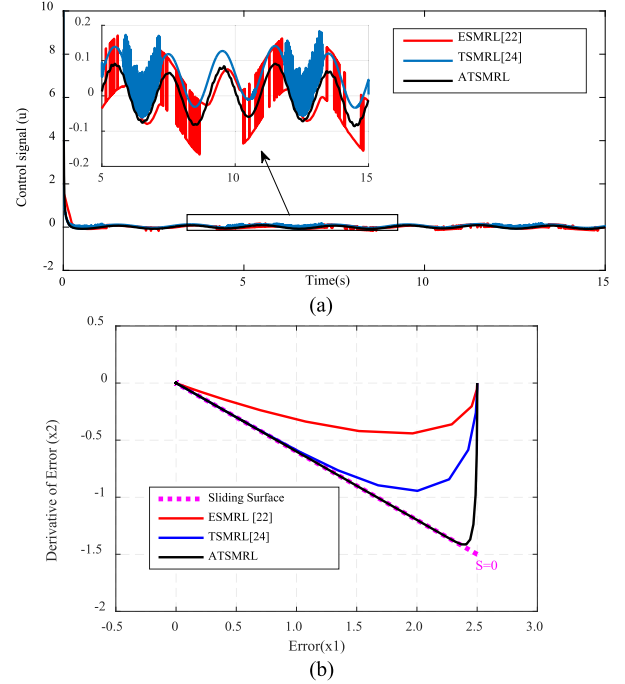 10
8
6
4
2
0
-2
Control signal (u)
0.2
0.1
0
-0.1
-0.2
5
10
15
ESMRL[22]
TSMRL[24]
ATSMRL
0
5
10
15
Time(s)
(a)
0.5
0
-0.5
-1
-1.5
-2
Derivative of Error (x2)
Sliding Surface
ESMRL [22]
TSMRL[24]
ATSMRL
S=0
-0.5
0
0.5
1.0
1.5
2.0
2.5
3.0
Error(x1)
(b)